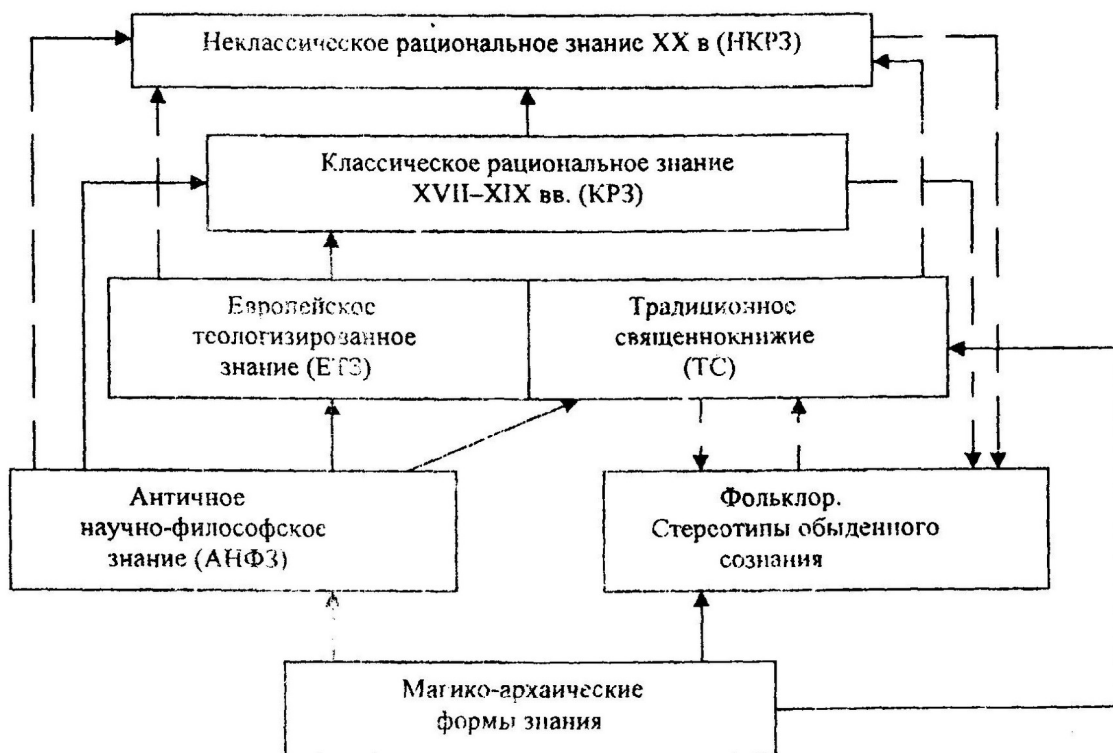 Неклассическое рациональное знание XX в (НКРЗ)
Классическое рациональное знание
XVII–XIX вв. (КРЗ)
Европейское
теологизированное
знание (ЕТЗ)
Традиционное
священнокнижие
(ТС)
Античное
научно-философское
знание (АНФЗ)
Фольклор.
Стереотипы обыденного
сознания
Магико-архаические
формы знания